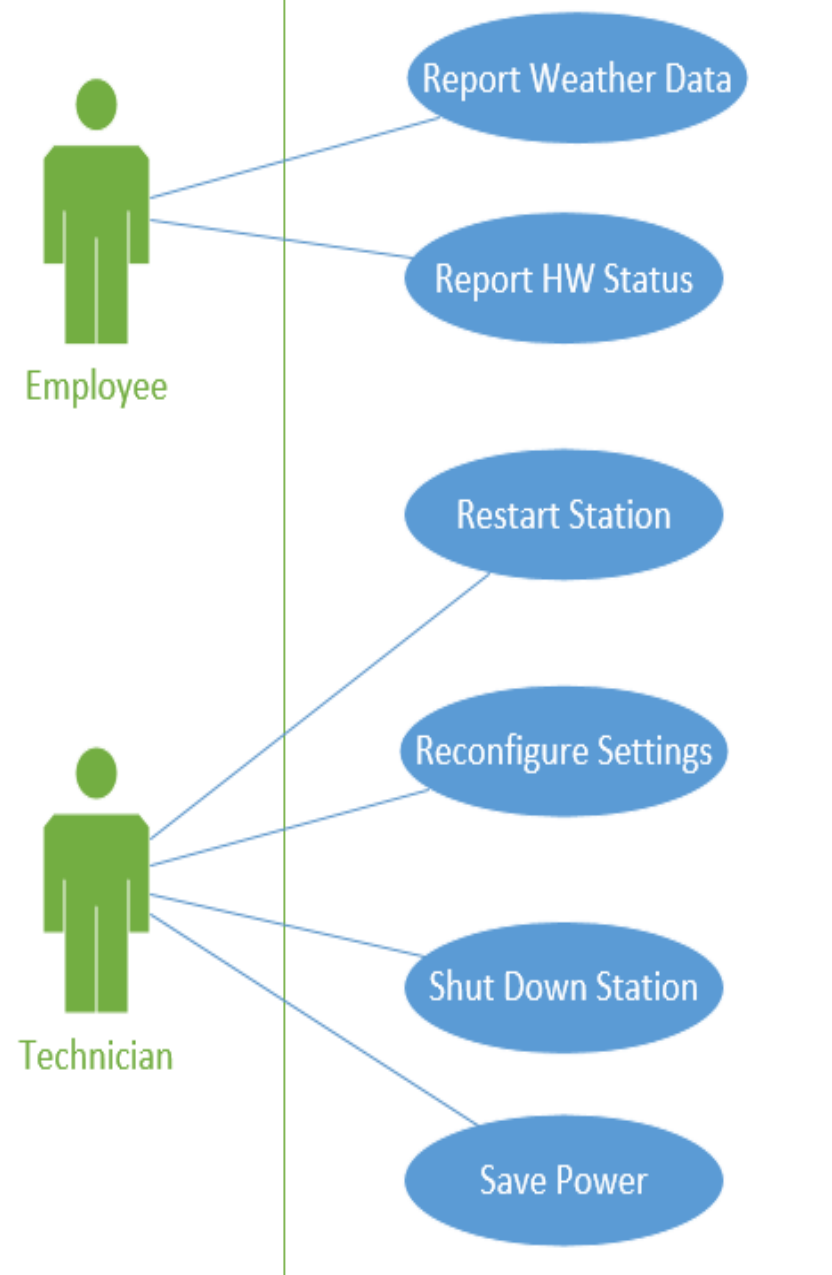 Report Weather Data
Report HW Status
Employee
Restart Station
Reconfigure Settings
Shut Down Station
Technician
Save Power